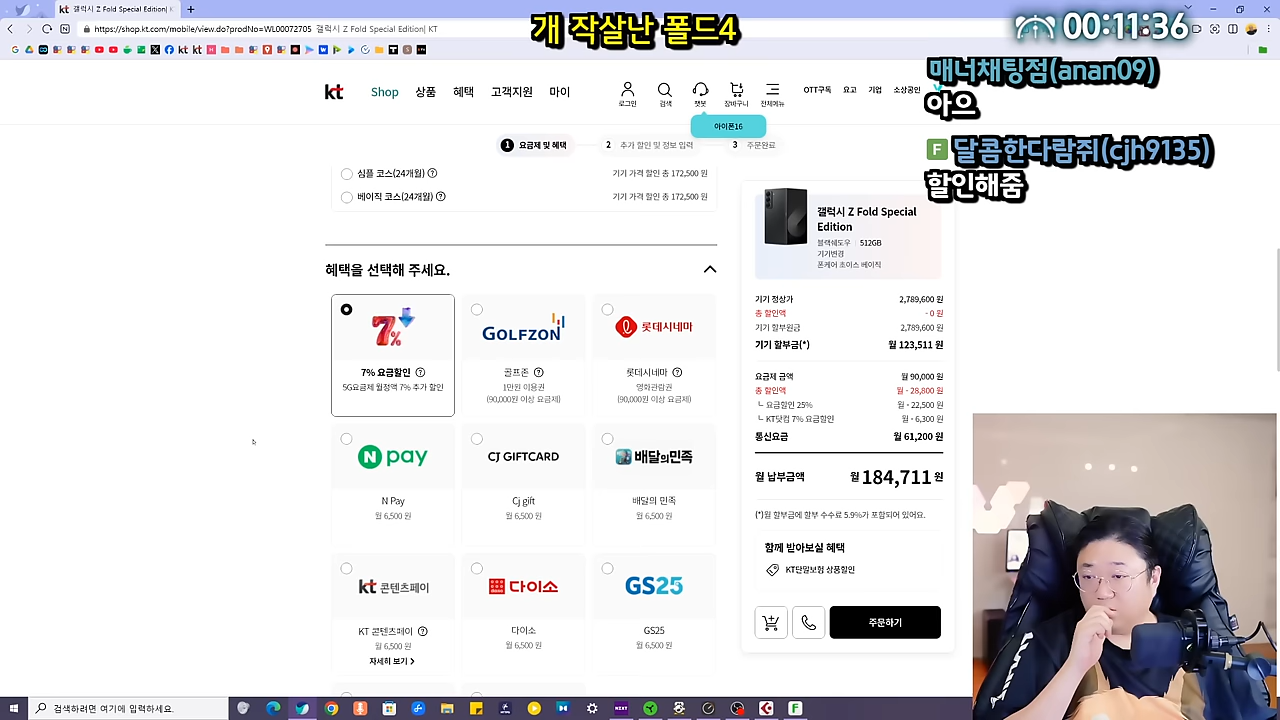 kt 갤럭시 Z Fold Special Edition|
https://shop.kt.com/mobile/view.do?prodNo=WL00072705 갤럭시 Z Fold Special Edition| KT
개 작살난 폴드4
00:11:36
매너채팅점(anan09)
아으
F 달콤한다람쥐(cjh9135)
할인해줌
kt
Shop 상품 혜택 고객지원 마이
로그인 검색 챗봇 장바구니 전체메뉴
OTT구독 요고 기업 소상공인
아이폰16
1 요금제 및 혜택 2 추가 할인 및 정보 입력 3 주문완료
심플 코스(24개월) ? 기기 가격 할인 총 172,500 원
베이직 코스(24개월) ? 기기 가격 할인 총 172,500 원
혜택을 선택해 주세요.
7%
7% 요금할인 ?
5G요금제 월정액 7% 추가 할인
GOLFZON
골프존 ?
1만원 이용권
(90,000원 이상 요금제)
롯데시네마
롯데시네마 ?
영화관람권
(90,000원 이상 요금제)
N pay
N Pay
월 6,500 원
CJ GIFTCARD
Cj gift
월 6,500 원
배달의민족
배달의 민족
월 6,500 원
kt 콘텐츠페이
KT 콘텐츠페이 ?
월 6,500 원
자세히 보기
다이소
다이소
월 6,500 원
GS25
GS25
월 6,500 원
갤럭시 Z Fold Special
Edition
블랙쉐도우 | 512GB
기기변경
폰케어 초이스 베이직
기기 정상가 2,789,600 원
총 할인액 - 0 원
기기 할부원금 2,789,600 원
기기 할부금(*) 월 123,511 원
요금제 금액 월 90,000 원
총 할인액 월 - 28,800 원
ㄴ 요금할인 25% 월 - 22,500 원
ㄴ KT닷컴 7% 요금할인 월 - 6,300 원
통신요금 월 61,200 원
월 납부금액 월 184,711 원
(*)월 할부금에 할부 수수료 5.9%가 포함되어 있어요.
함께 받아보실 혜택
KT단말보험 상품할인
주문하기
검색하려면 여기에 입력하십시오.